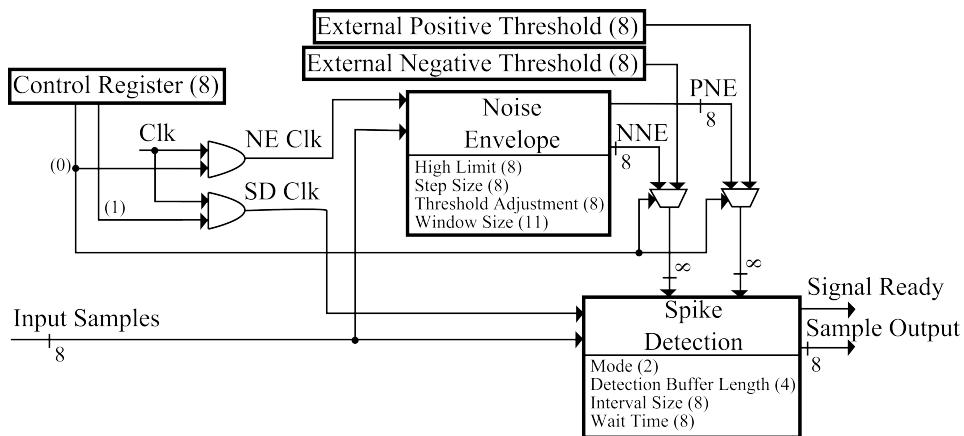 External Positive Threshold (8)
External Negative Threshold (8)
Control Register (8)
PNE
8
Clk
NE Clk
Noise
Envelope
NNE
8
(0)
High Limit (8)
Step Size (8)
Threshold Adjustment (8)
Window Size (11)
SD Clk
(1)
8
8
Signal Ready
Input Samples
8
Spike
Detection
Sample Output
8
Mode (2)
Detection Buffer Length (4)
Interval Size (8)
Wait Time (8)